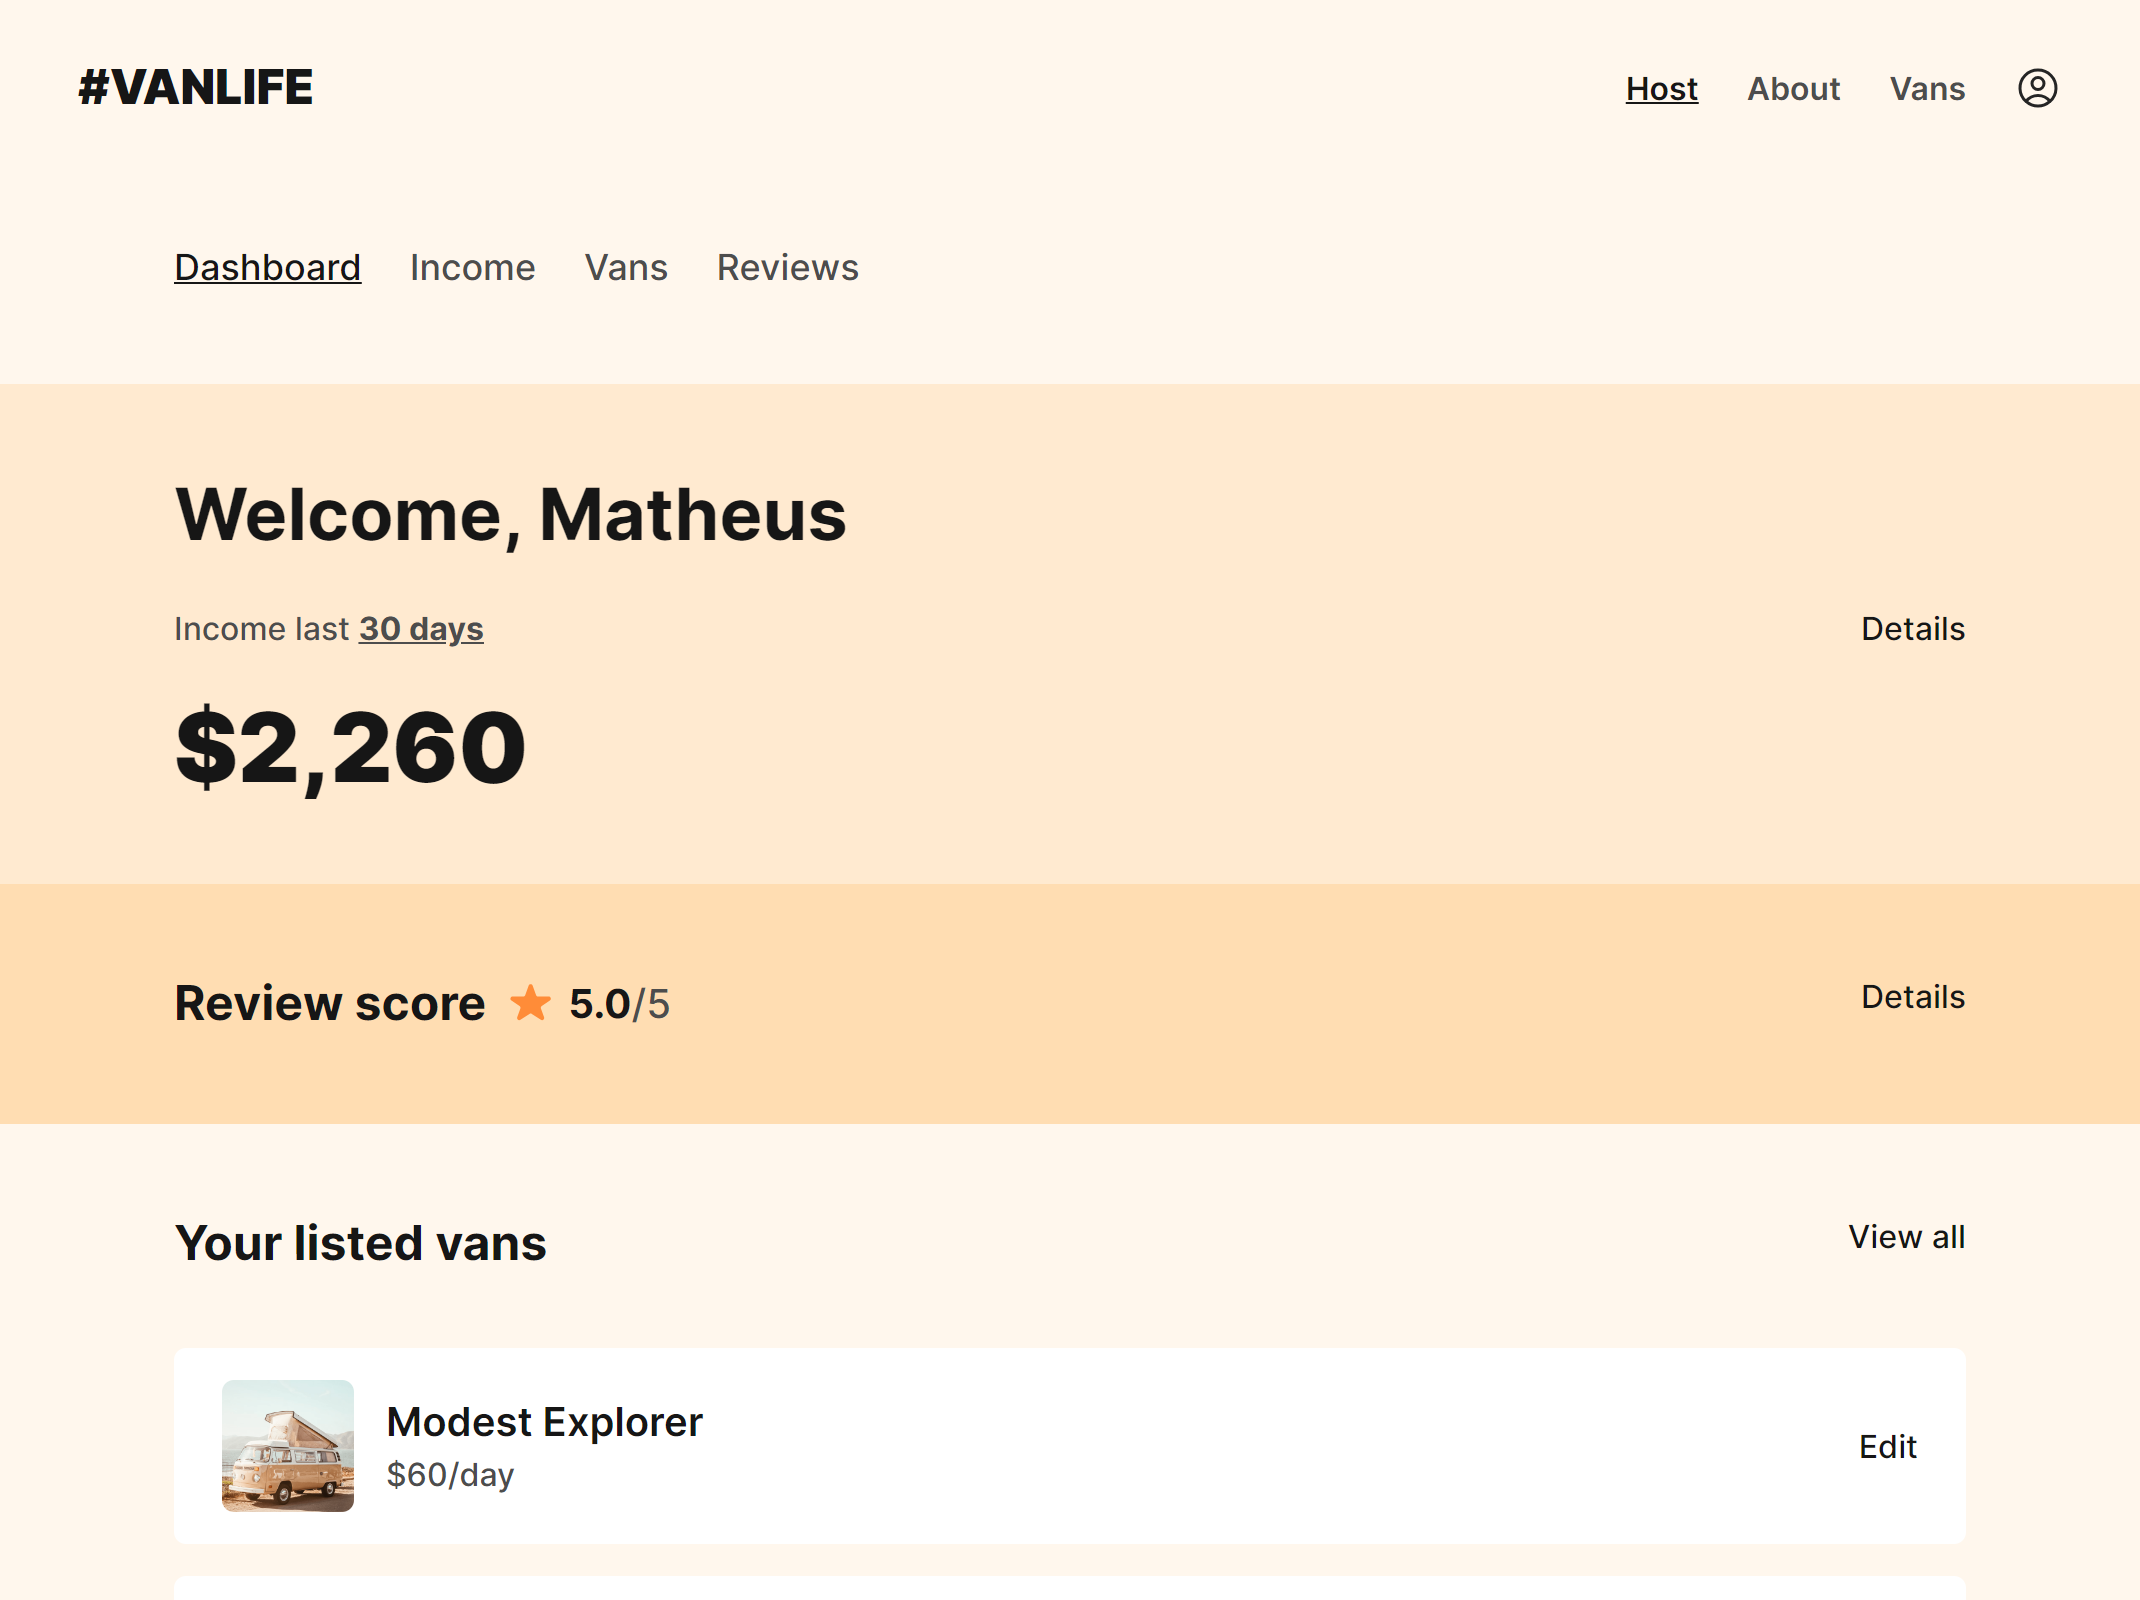 #VANLIFE
Host About Vans
Dashboard Income Vans Reviews
Welcome, Matheus
Income last 30 days
Details
$2,260
Review score 5.0/5
Details
Your listed vans
View all
Modest Explorer
$60/day
Edit